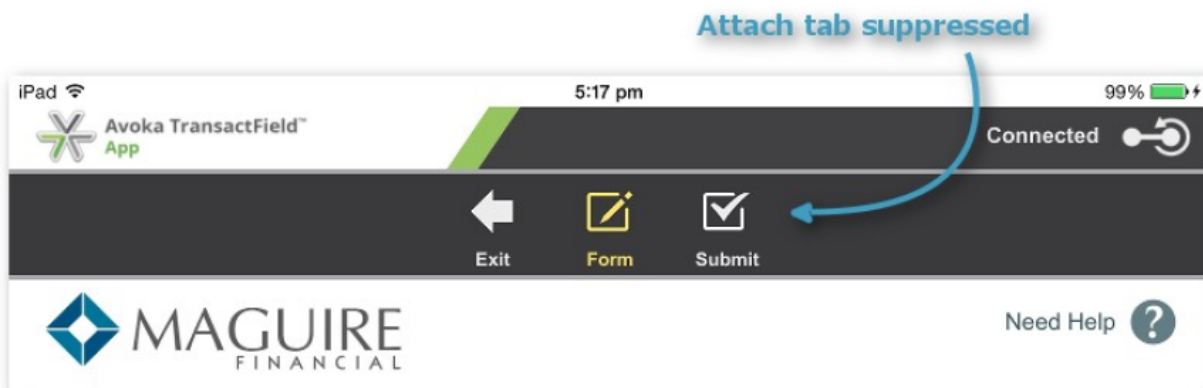 Attach tab suppressed
iPad 5:17 pm 99%
Avoka TransactField™
App
Connected
Exit Form Submit
MAGUIRE
FINANCIAL
Need Help ?